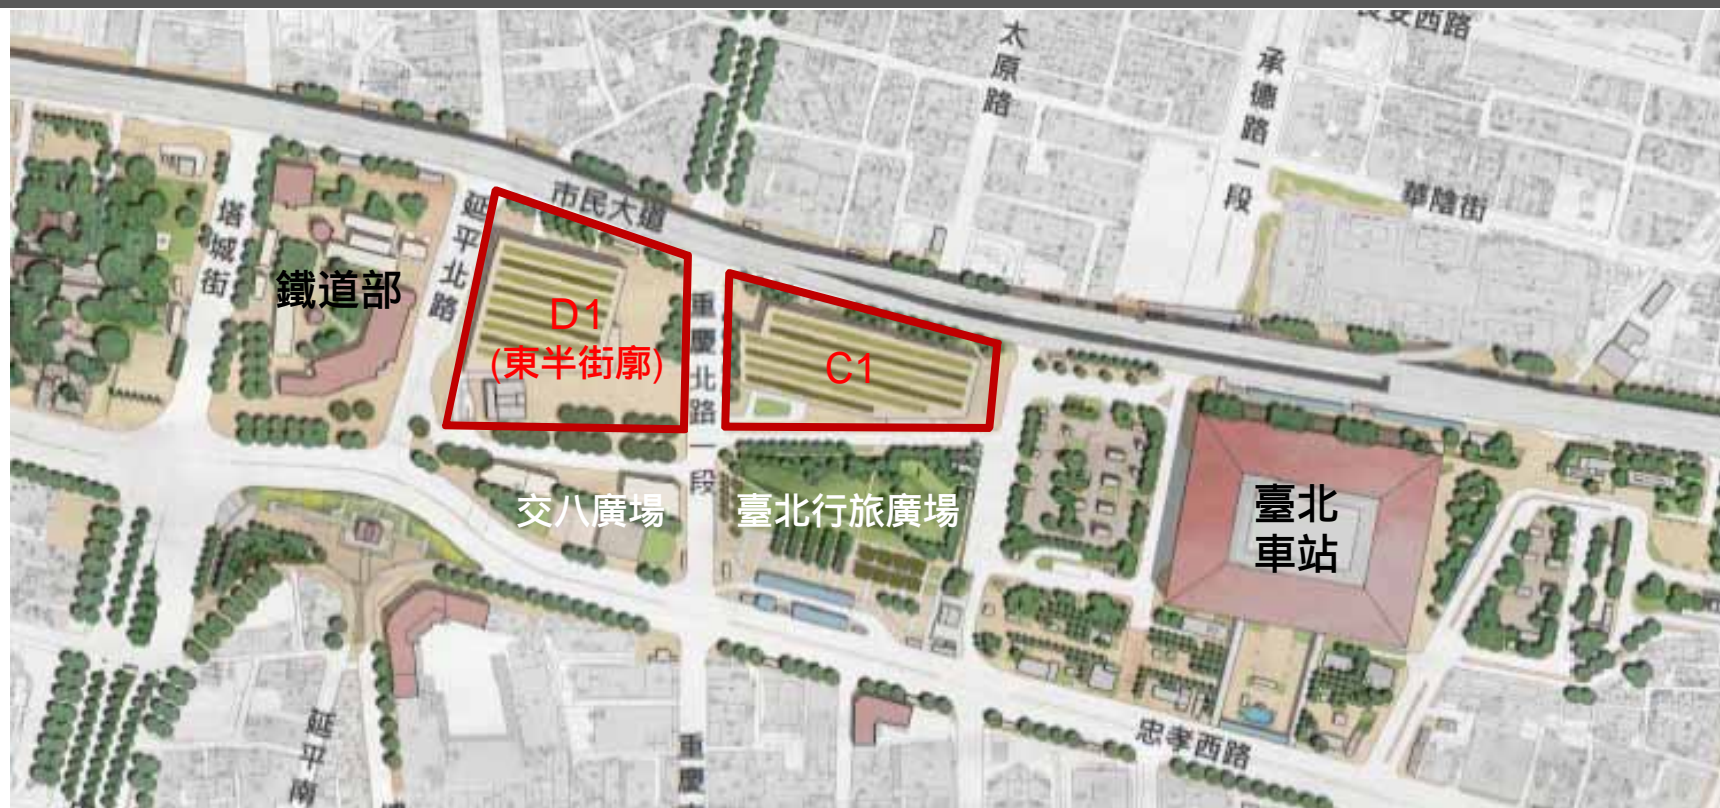 太原路
承德路一段
長安西路
華陰街
市民大道
塔城街
延平北路
鐵道部
D1
(東半街廓)
重慶北路一段
C1
交八廣場
臺北行旅廣場
臺北
車站
忠孝西路
延平南
重慶